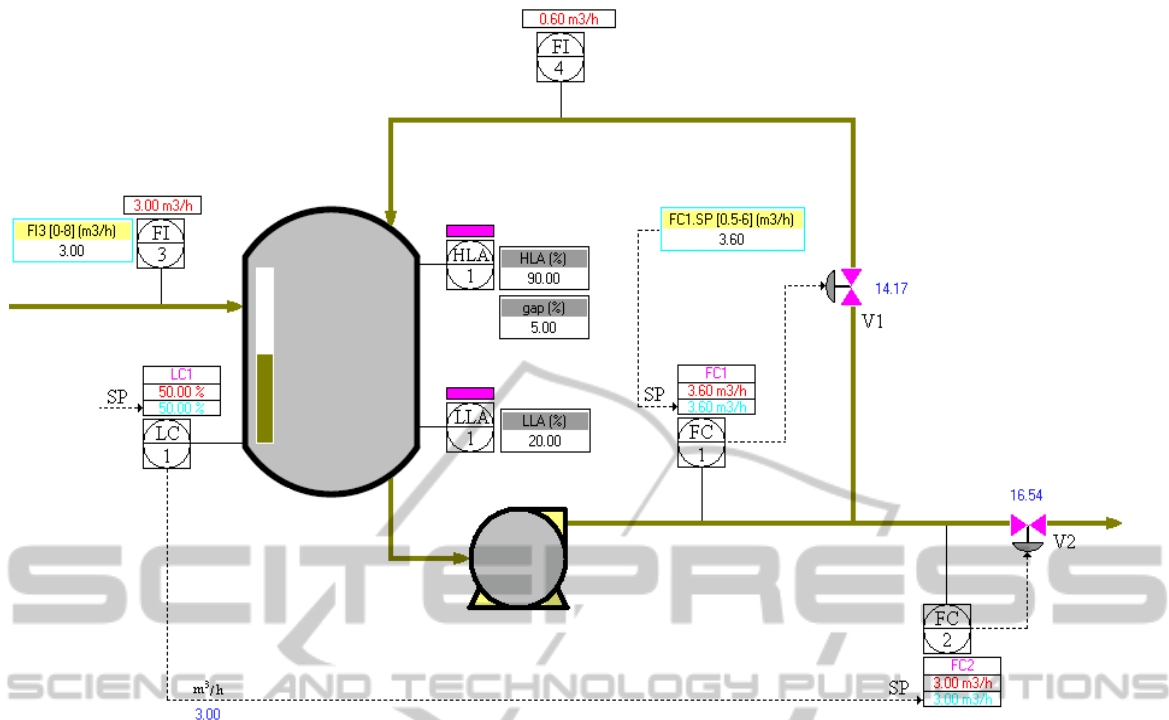 0.60 m3/h
FI
4
3.00 m3/h
FI3 [0-8] (m3/h)
3.00
FI
3
HLA
1
HLA (%)
90.00
gap (%)
5.00
FC1.SP [0.5-6] (m3/h)
3.60
14.17
V1
LC1
SP
50.00 %
50.00 %
LC
1
LLA
1
LLA (%)
20.00
FC1
SP
3.60 m3/h
3.60 m3/h
FC
1
16.54
V2
SCITEPRESS
FC
2
FC2
SCIENCE AND TECHNOLOGY PUBLICATIONS
m³/h
3.00
SP
3.00 m3/h
3.00 m3/h